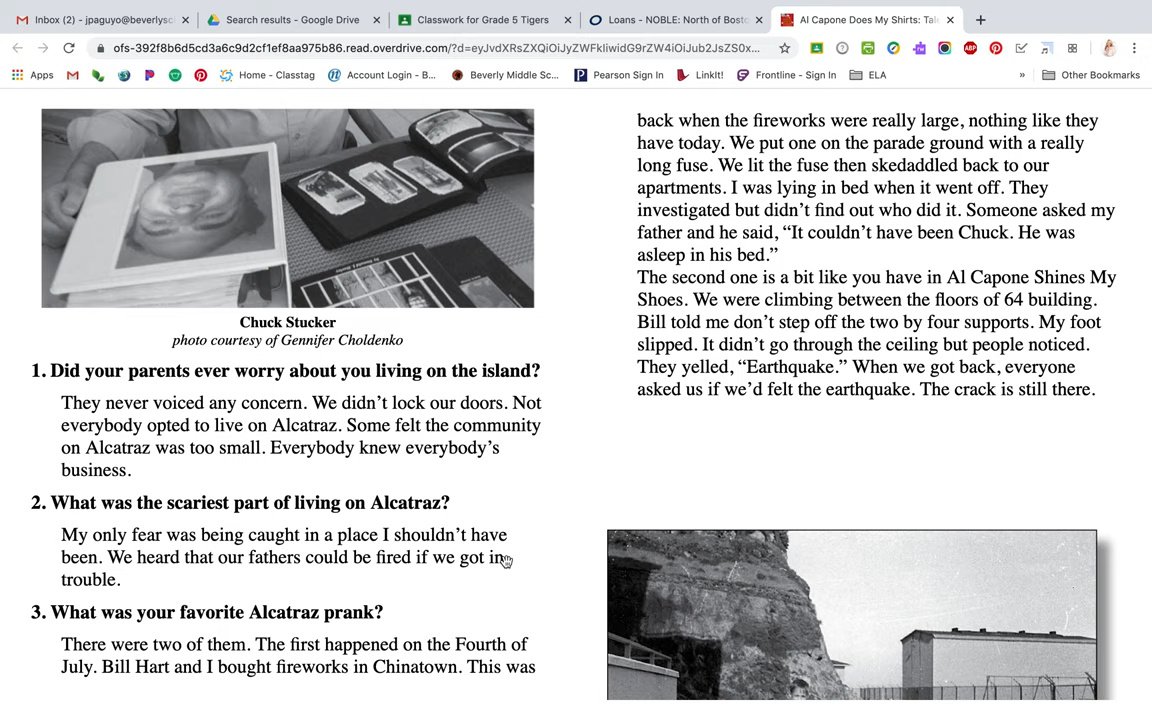 Inbox (2) - jpaguyo@beverlysc
Search results - Google Drive
Classwork for Grade 5 Tigers
Loans - NOBLE: North of Bosto
Al Capone Does My Shirts: Tale
ofs-392f8b6d5cd3a6c9d2cf1ef8aa975b86.read.overdrive.com/?d=eyJvdXRsZXQiOiJyZWFkIiwidG9rZW4iOiJub2JsZS0x...
Apps
Home - Classtag
Account Login - B...
Beverly Middle Sc...
Pearson Sign In
LinkIt!
Frontline - Sign In
ELA
»
Other Bookmarks
Chuck Stucker
photo courtesy of Gennifer Choldenko
1. Did your parents ever worry about you living on the island?
They never voiced any concern. We didn’t lock our doors. Not
everybody opted to live on Alcatraz. Some felt the community
on Alcatraz was too small. Everybody knew everybody’s
business.
2. What was the scariest part of living on Alcatraz?
My only fear was being caught in a place I shouldn’t have
been. We heard that our fathers could be fired if we got in
trouble.
3. What was your favorite Alcatraz prank?
There were two of them. The first happened on the Fourth of
July. Bill Hart and I bought fireworks in Chinatown. This was
back when the fireworks were really large, nothing like they
have today. We put one on the parade ground with a really
long fuse. We lit the fuse then skedaddled back to our
apartments. I was lying in bed when it went off. They
investigated but didn’t find out who did it. Someone asked my
father and he said, “It couldn’t have been Chuck. He was
asleep in his bed.”
The second one is a bit like you have in Al Capone Shines My
Shoes. We were climbing between the floors of 64 building.
Bill told me don’t step off the two by four supports. My foot
slipped. It didn’t go through the ceiling but people noticed.
They yelled, “Earthquake.” When we got back, everyone
asked us if we’d felt the earthquake. The crack is still there.